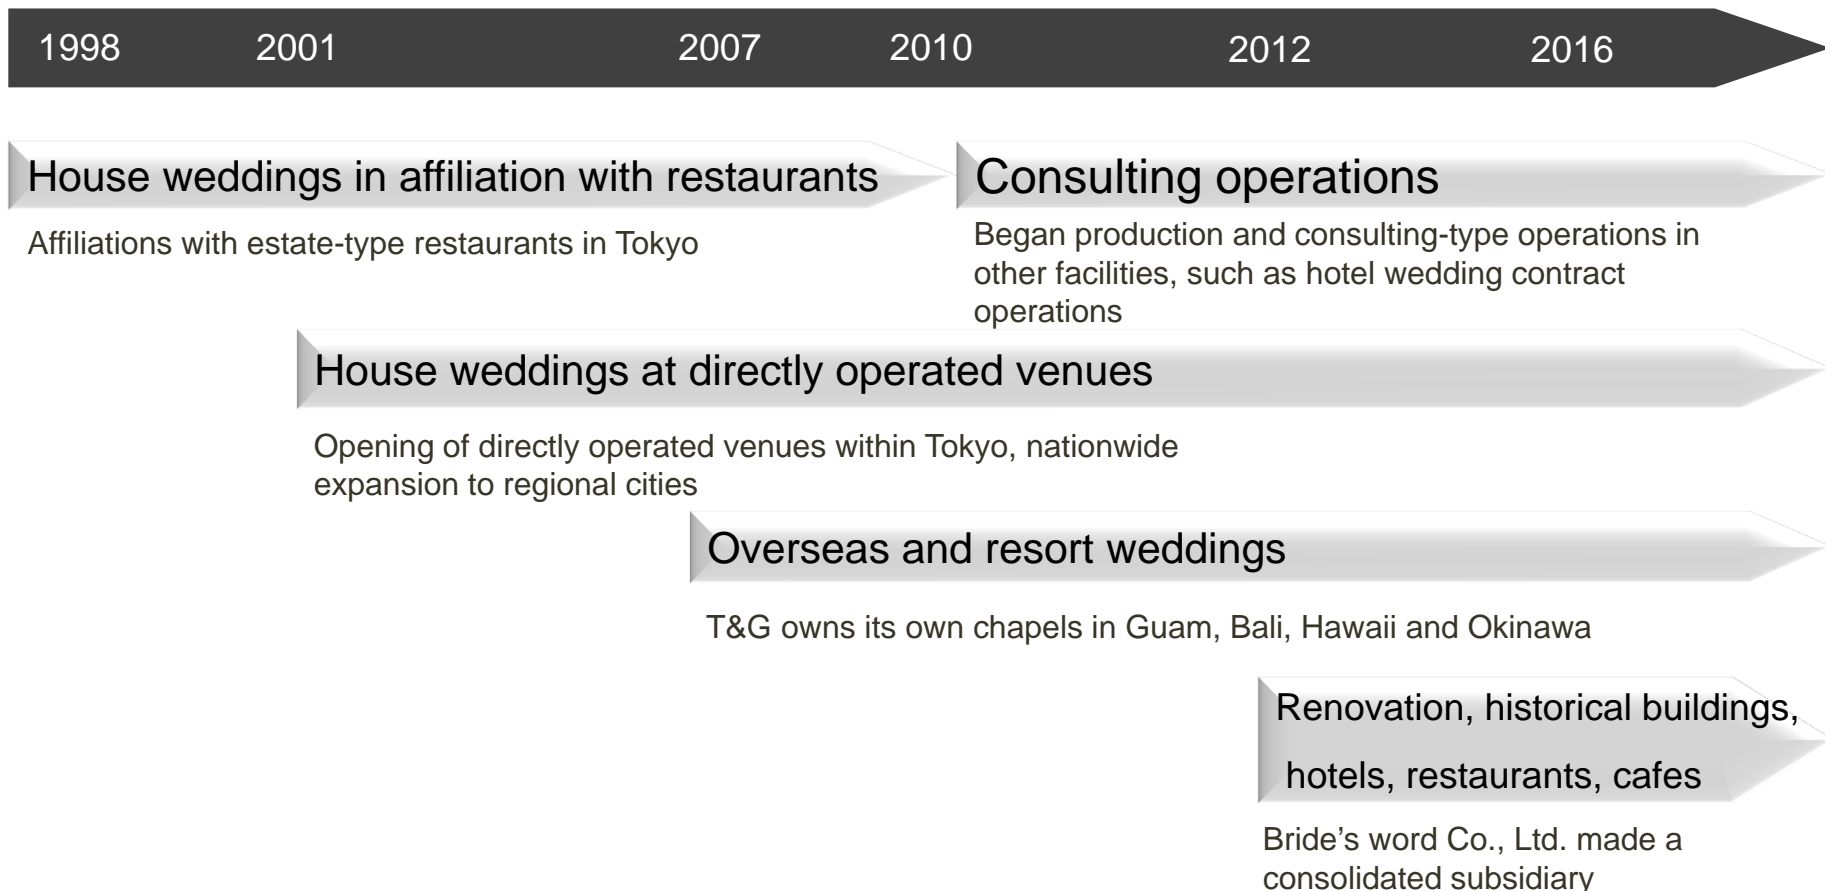 1998 2001 2007 2010 2012 2016
House weddings in affiliation with restaurants
Affiliations with estate-type restaurants in Tokyo
Consulting operations
Began production and consulting-type operations in
other facilities, such as hotel wedding contract
operations
House weddings at directly operated venues
Opening of directly operated venues within Tokyo, nationwide
expansion to regional cities
Overseas and resort weddings
T&G owns its own chapels in Guam, Bali, Hawaii and Okinawa
Renovation, historical buildings,
hotels, restaurants, cafes
Bride’s word Co., Ltd. made a
consolidated subsidiary